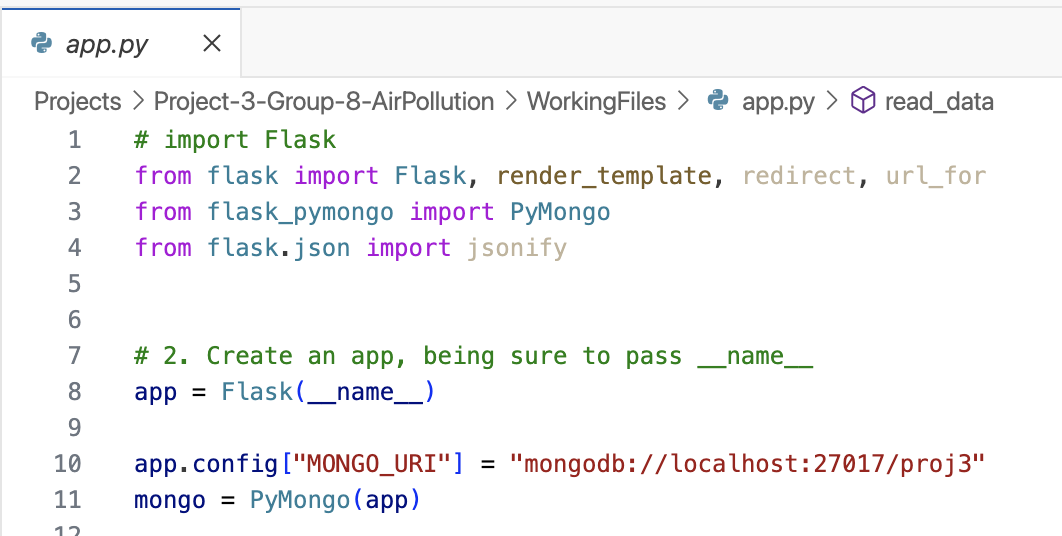 app.py
Projects > Project-3-Group-8-AirPollution > WorkingFiles > app.py > read_data
1 # import Flask
2 from flask import Flask, render_template, redirect, url_for
3 from flask_pymongo import PyMongo
4 from flask.json import jsonify
5
6
7 # 2. Create an app, being sure to pass __name__
8 app = Flask(__name__)
9
10 app.config["MONGO_URI"] = "mongodb://localhost:27017/proj3"
11 mongo = PyMongo(app)
12